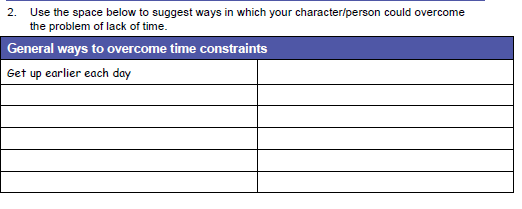 2. Use the space below to suggest ways in which your character/person could overcome
the problem of lack of time.
General ways to overcome time constraints
Get up earlier each day